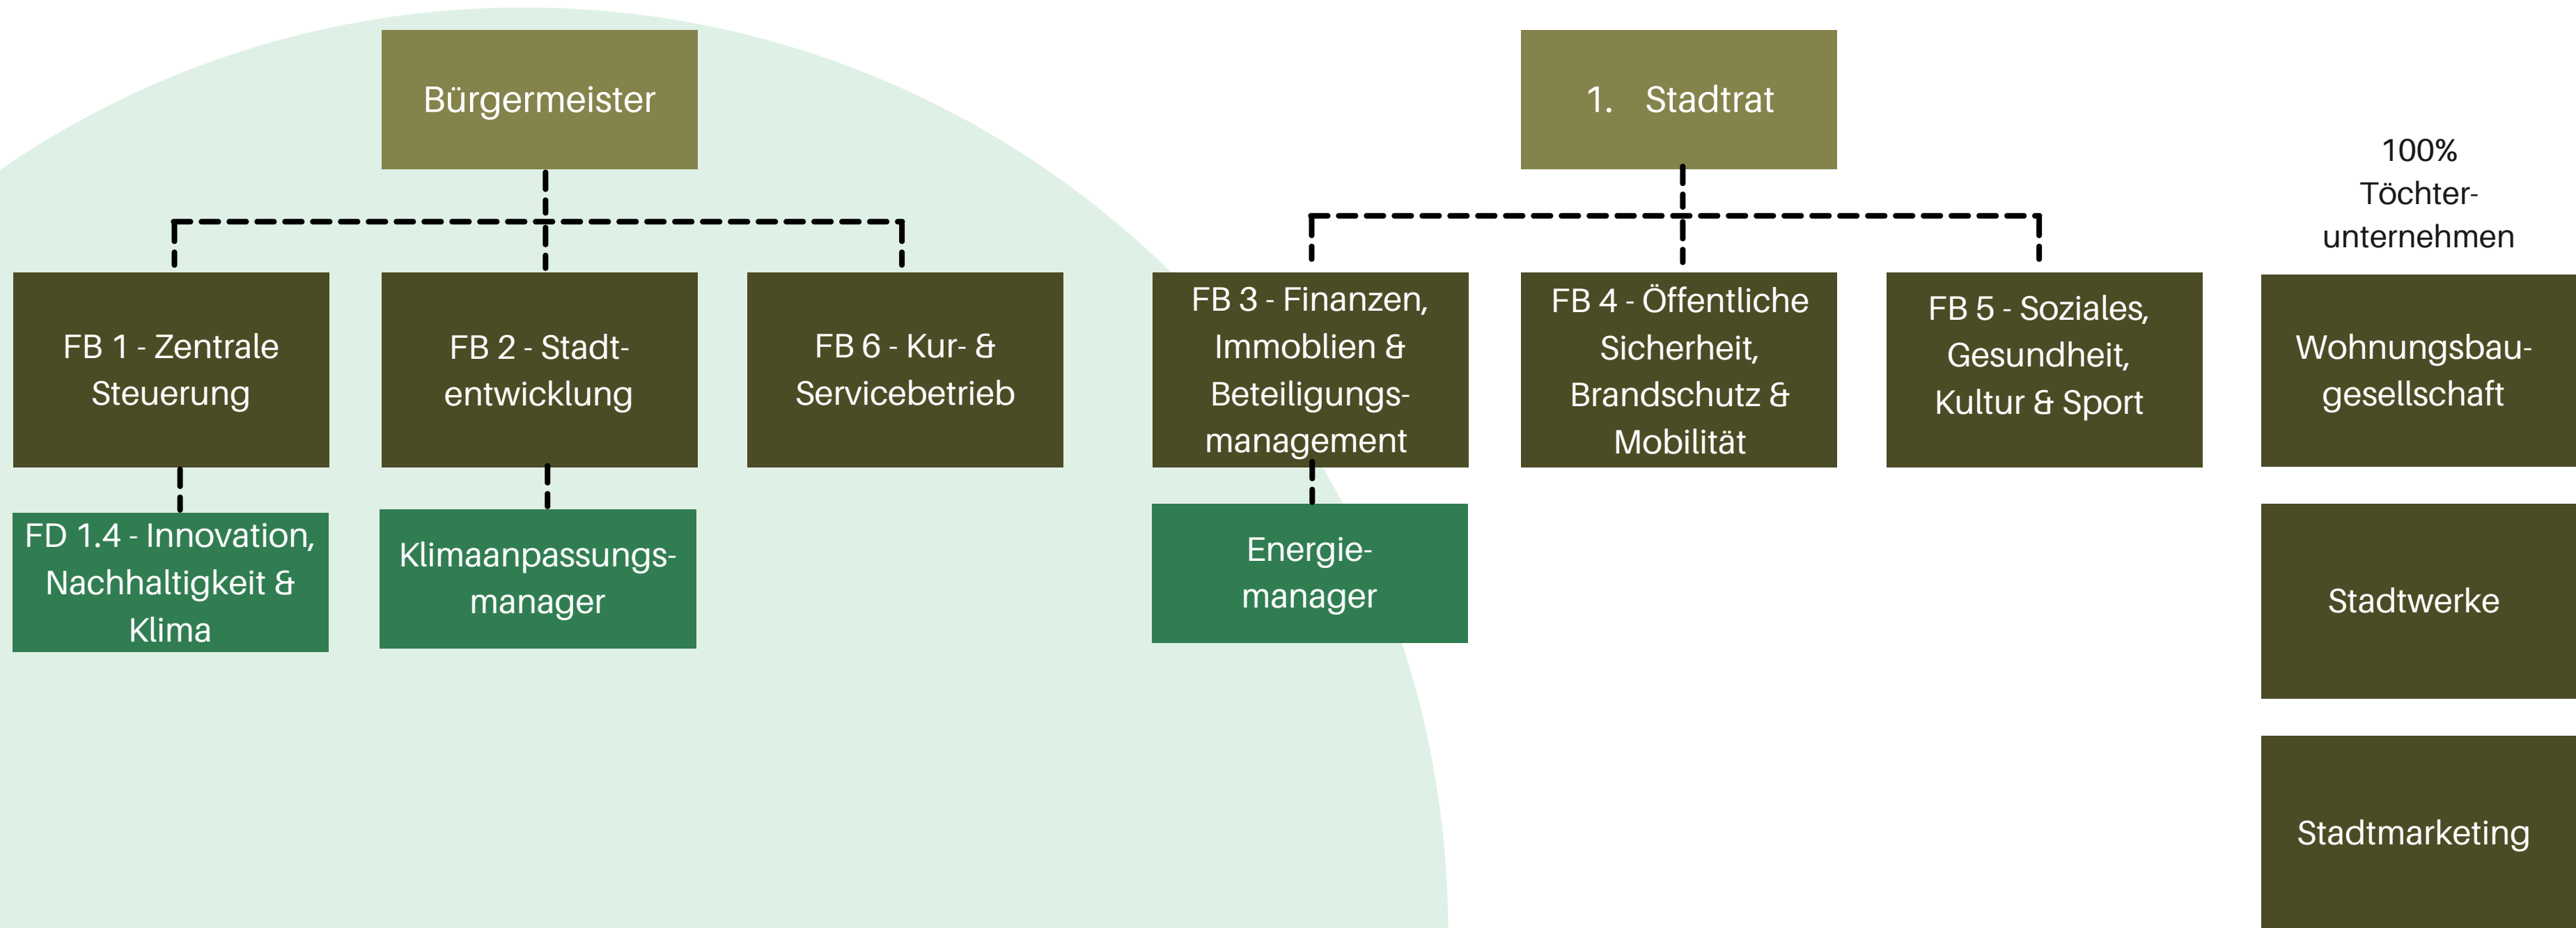 Bürgermeister
1. Stadtrat
100%
Töchter-
unternehmen
FB 1 - Zentrale
Steuerung
FB 2 - Stadt-
entwicklung
FB 6 - Kur- &
Servicebetrieb
FB 3 - Finanzen,
Immoblien &
Beteiligungs-
management
FB 4 - Öffentliche
Sicherheit,
Brandschutz &
Mobilität
FB 5 - Soziales,
Gesundheit,
Kultur & Sport
Wohnungsbau-
gesellschaft
FD 1.4 - Innovation,
Nachhaltigkeit &
Klima
Klimaanpassungs-
manager
Energie-
manager
Stadtwerke
Stadtmarketing